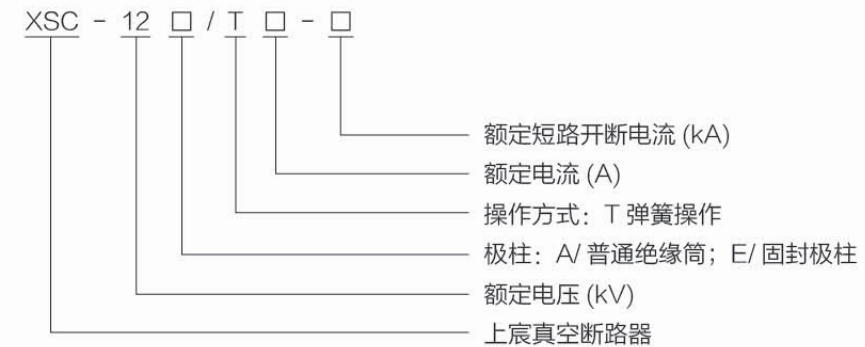 XSC - 12 □ / T □ - □
额定短路开断电流 (kA)
额定电流 (A)
操作方式：T 弹簧操作
极柱：A/ 普通绝缘筒；E/ 固封极柱
额定电压 (kV)
上宸真空断路器